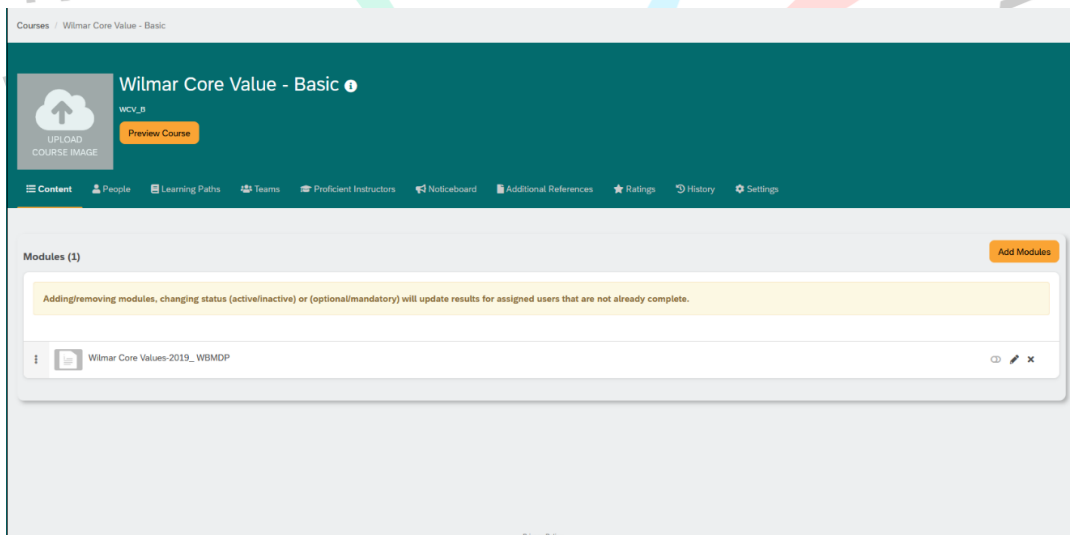 Courses / Wilmar Core Value - Basic
Wilmar Core Value - Basic
WCV_B
Preview Course
UPLOAD
COURSE IMAGE
Content People Learning Paths Teams Proficient Instructors Noticeboard Additional References Ratings History Settings
Modules (1)
Add Modules
Adding/removing modules, changing status (active/inactive) or (optional/mandatory) will update results for assigned users that are not already complete.
Wilmar Core Values-2019_ WBMDP